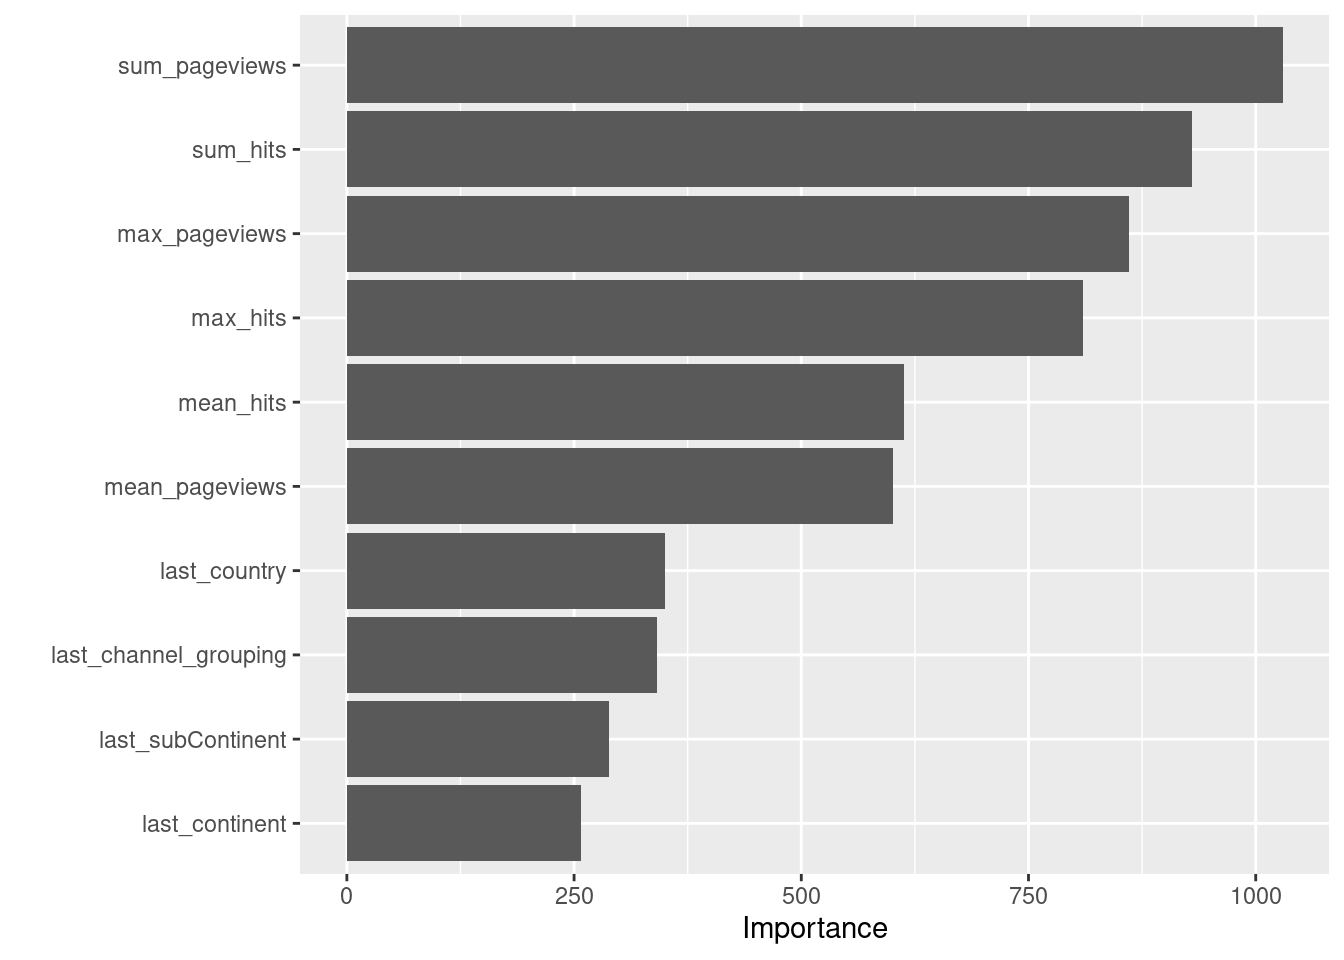 sum_pageviews
sum_hits
max_pageviews
max_hits
mean_hits
mean_pageviews
last_country
last_channel_grouping
last_subContinent
last_continent
0 250 500 750 1000
Importance